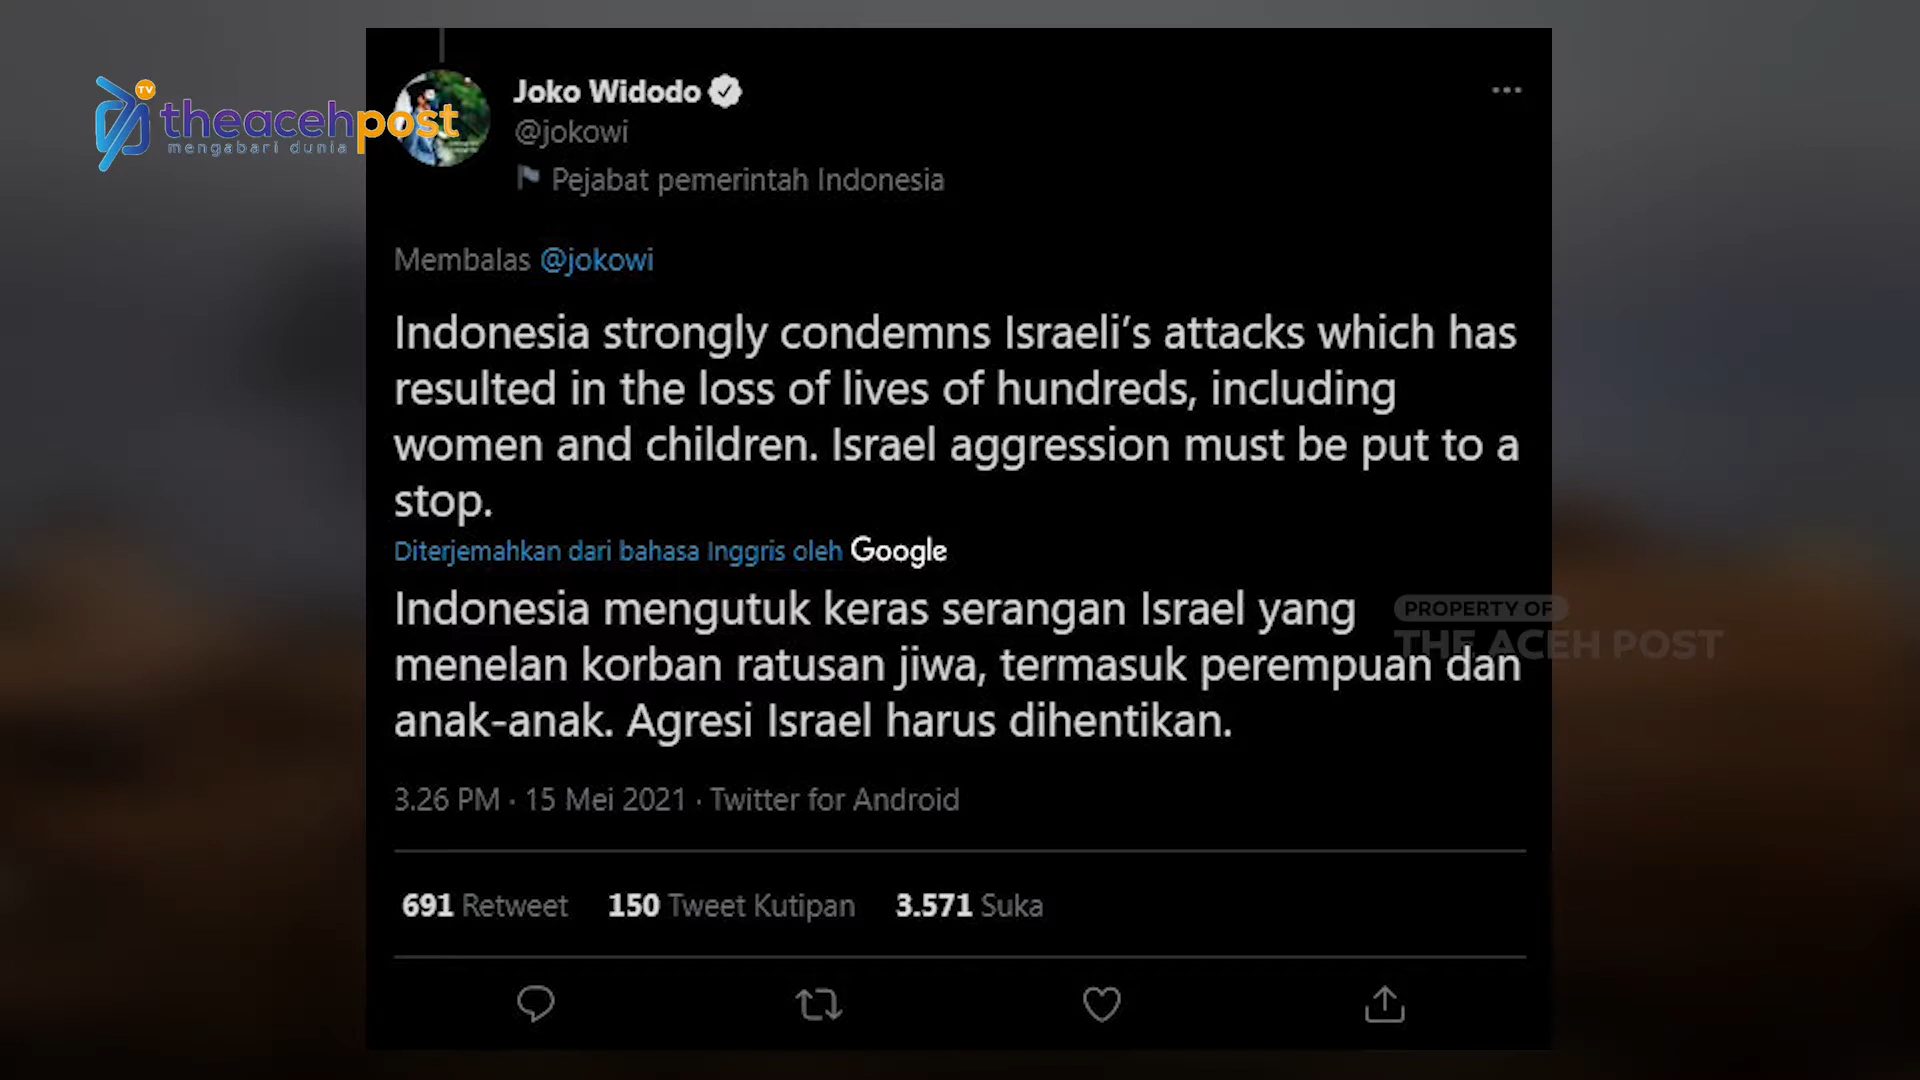 TV
theacehpost
mengabari dunia
Joko Widodo
@jokowi
Pejabat pemerintah Indonesia
Membalas @jokowi
Indonesia strongly condemns Israeli’s attacks which has
resulted in the loss of lives of hundreds, including
women and children. Israel aggression must be put to a
stop.
Diterjemahkan dari bahasa Inggris oleh Google
Indonesia mengutuk keras serangan Israel yang
menelan korban ratusan jiwa, termasuk perempuan dan
anak-anak. Agresi Israel harus dihentikan.
PROPERTY OF
THE ACEH POST
3.26 PM · 15 Mei 2021 · Twitter for Android
691 Retweet 150 Tweet Kutipan 3.571 Suka